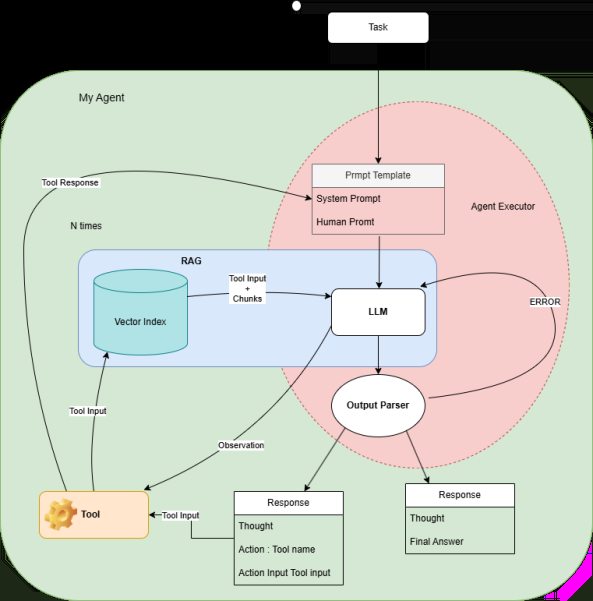 Task
My Agent
Prmpt Template
System Prompt
Human Promt
Agent Executor
Tool Response
N times
RAG
Tool Input
+
Chunks
Vector Index
LLM
ERROR
Tool Input
Output Parser
Observation
Tool
Tool Input
Response
Thought
Action : Tool name
Action Input Tool input
Response
Thought
Final Answer